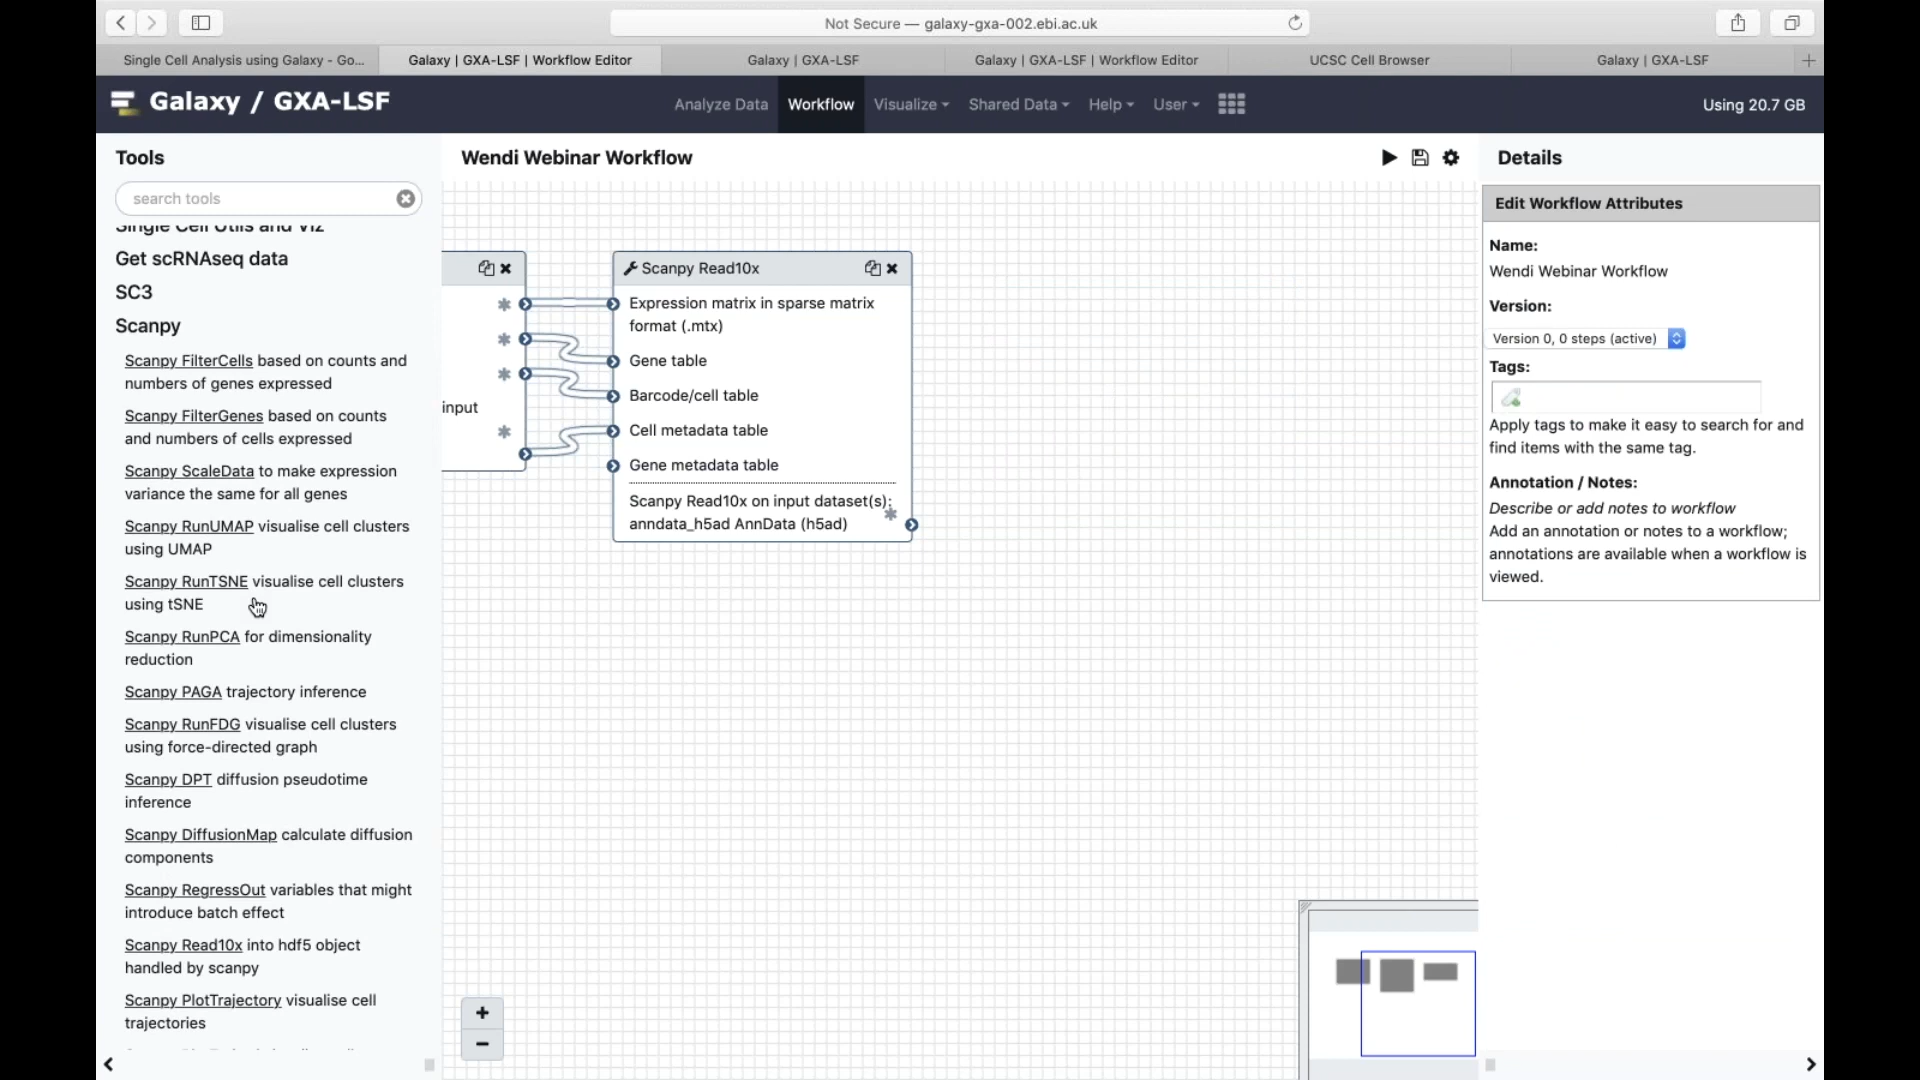 Not Secure — galaxy-gxa-002.ebi.ac.uk
Single Cell Analysis using Galaxy - Go...
Galaxy | GXA-LSF | Workflow Editor
Galaxy | GXA-LSF
Galaxy | GXA-LSF | Workflow Editor
UCSC Cell Browser
Galaxy | GXA-LSF
Galaxy / GXA-LSF
Analyze Data
Workflow
Visualize
Shared Data
Help
User
Using 20.7 GB
Tools
search tools
Single Cell Utils and Viz
Get scRNAseq data
SC3
Scanpy
Scanpy FilterCells based on counts and
numbers of genes expressed
Scanpy FilterGenes based on counts
and numbers of cells expressed
Scanpy ScaleData to make expression
variance the same for all genes
Scanpy RunUMAP visualise cell clusters
using UMAP
Scanpy RunTSNE visualise cell clusters
using tSNE
Scanpy RunPCA for dimensionality
reduction
Scanpy PAGA trajectory inference
Scanpy RunFDG visualise cell clusters
using force-directed graph
Scanpy DPT diffusion pseudotime
inference
Scanpy DiffusionMap calculate diffusion
components
Scanpy RegressOut variables that might
introduce batch effect
Scanpy Read10x into hdf5 object
handled by scanpy
Scanpy PlotTrajectory visualise cell
trajectories
Wendi Webinar Workflow
input
Scanpy Read10x
Expression matrix in sparse matrix
format (.mtx)
Gene table
Barcode/cell table
Cell metadata table
Gene metadata table
Scanpy Read10x on input dataset(s):
anndata_h5ad AnnData (h5ad)
Details
Edit Workflow Attributes
Name:
Wendi Webinar Workflow
Version:
Version 0, 0 steps (active)
Tags:
Apply tags to make it easy to search for and
find items with the same tag.
Annotation / Notes:
Describe or add notes to workflow
Add an annotation or notes to a workflow;
annotations are available when a workflow is
viewed.